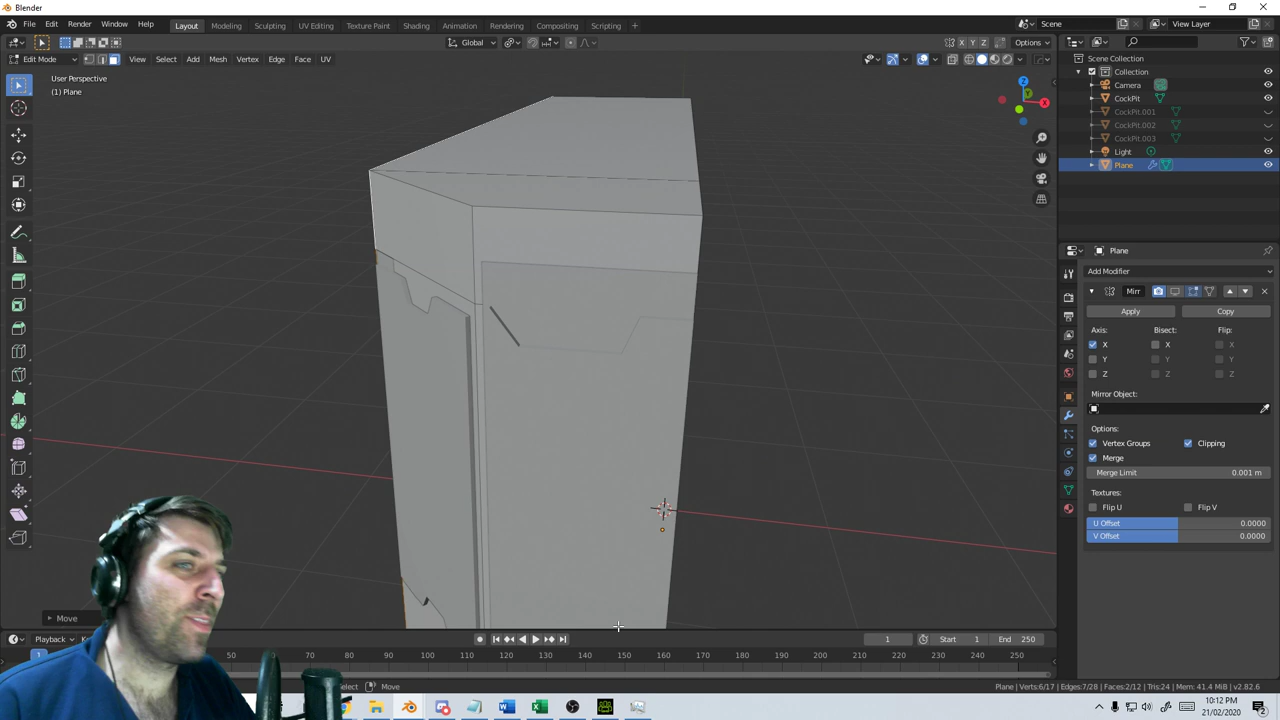 Blender
File Edit Render Window Help Layout Modeling Sculpting UV Editing Texture Paint Shading Animation Rendering Compositing Scripting + Scene View Layer
Global X Y Z Options
Edit Mode View Select Add Mesh Vertex Edge Face UV
User Perspective
(1) Plane
Z
Y
X
Scene Collection
Collection
Camera
CockPit
CockPit.001
CockPit.002
CockPit.003
Light
Plane
Plane
Add Modifier
Mirr
Apply Copy
Axis: Bisect: Flip:
X X X
Y Y Y
Z Z Z
Mirror Object:
Options:
Vertex Groups Clipping
Merge
Merge Limit 0.001 m
Textures:
Flip U Flip V
U Offset 0.0000
V Offset 0.0000
Move
Playback 1 Start 1 End 250
1 50 70 80 90 100 110 120 130 140 150 160 170 180 190 200 210 220 230 240 250
Select Move Plane | Verts:6/17 | Edges:7/28 | Faces:2/12 | Tris:24 | Mem: 41.4 MiB | v2.82.6
10:12 PM
21/02/2020
2